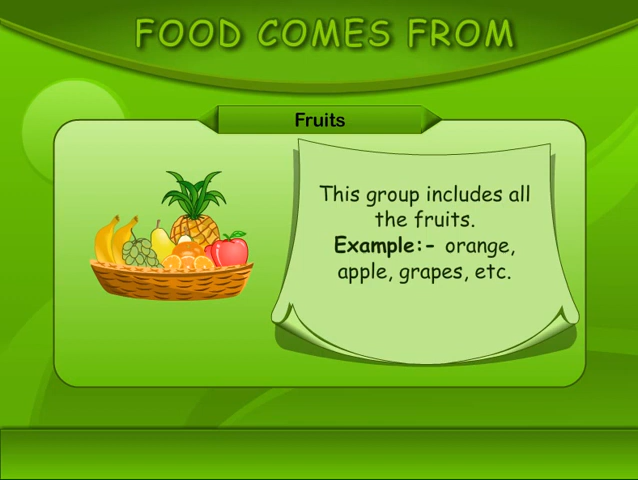 FOOD COMES FROM
Fruits
This group includes all
the fruits.
Example:- orange,
apple, grapes, etc.